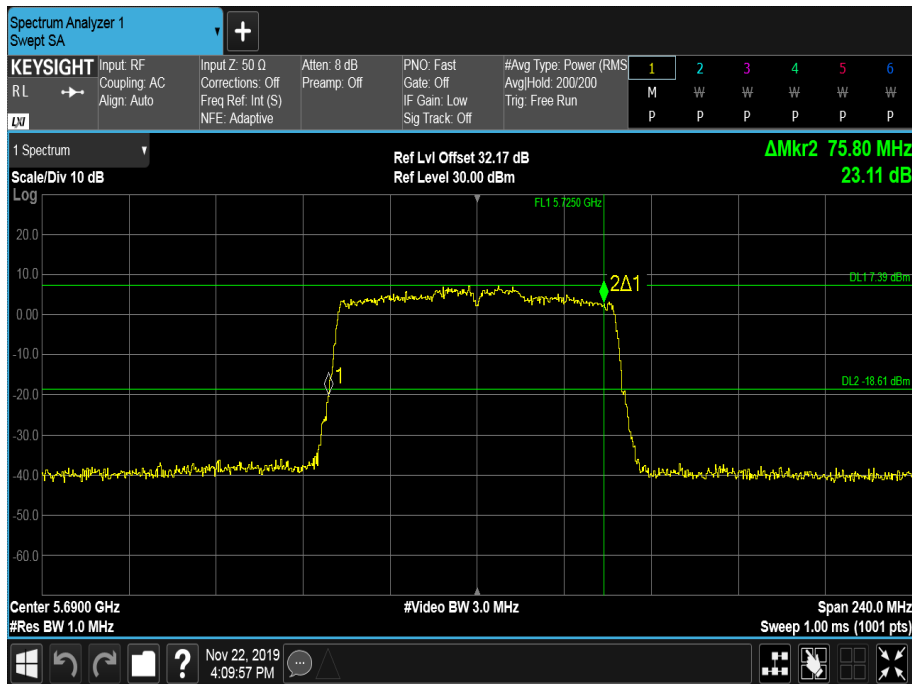 Spectrum Analyzer 1
Swept SA
+
KEYSIGHT
RL
LXI
Input: RF
Coupling: AC
Align: Auto
Input Z: 50 Ω
Corrections: Off
Freq Ref: Int (S)
NFE: Adaptive
Atten: 8 dB
Preamp: Off
PNO: Fast
Gate: Off
IF Gain: Low
Sig Track: Off
#Avg Type: Power (RMS
Avg|Hold: 200/200
Trig: Free Run
1 2 3 4 5 6
M W W W W W
P P P P P P
1 Spectrum
Scale/Div 10 dB
Log
Ref Lvl Offset 32.17 dB
Ref Level 30.00 dBm
ΔMkr2 75.80 MHz
23.11 dB
FL1 5.7250 GHz
20.0
10.0
DL1 7.39 dBm
2Δ1
0.00
-10.0
1
DL2 -18.61 dBm
-20.0
-30.0
-40.0
-50.0
-60.0
Center 5.6900 GHz
#Video BW 3.0 MHz
Span 240.0 MHz
#Res BW 1.0 MHz
Sweep 1.00 ms (1001 pts)
?
Nov 22, 2019
4:09:57 PM